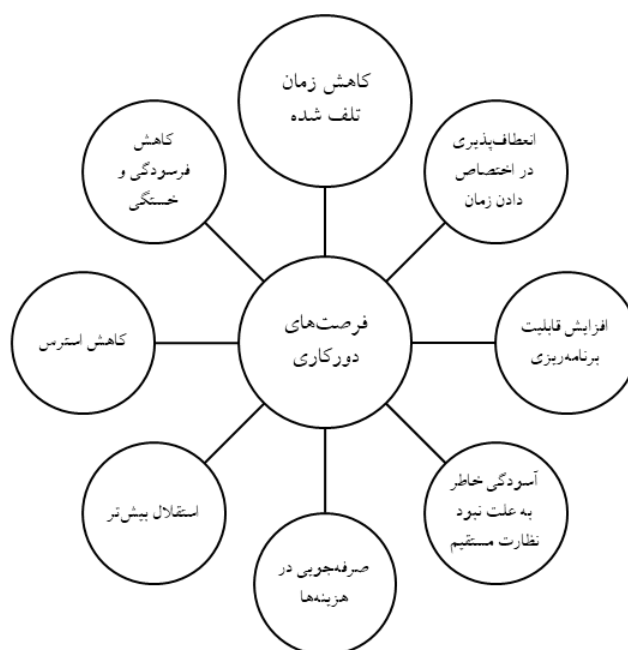 کاهش زمان
تلف شده
انعطاف‌پذیری
در اختصاص
دادن زمان
افزایش قابلیت
برنامه‌ریزی
آسودگی خاطر
به علت نبود
نظارت مستقیم
صرفه‌جویی در
هزینه‌ها
استقلال بیش‌تر
کاهش استرس
کاهش
فرسودگی و
خستگی
فرصت‌های
دورکاری